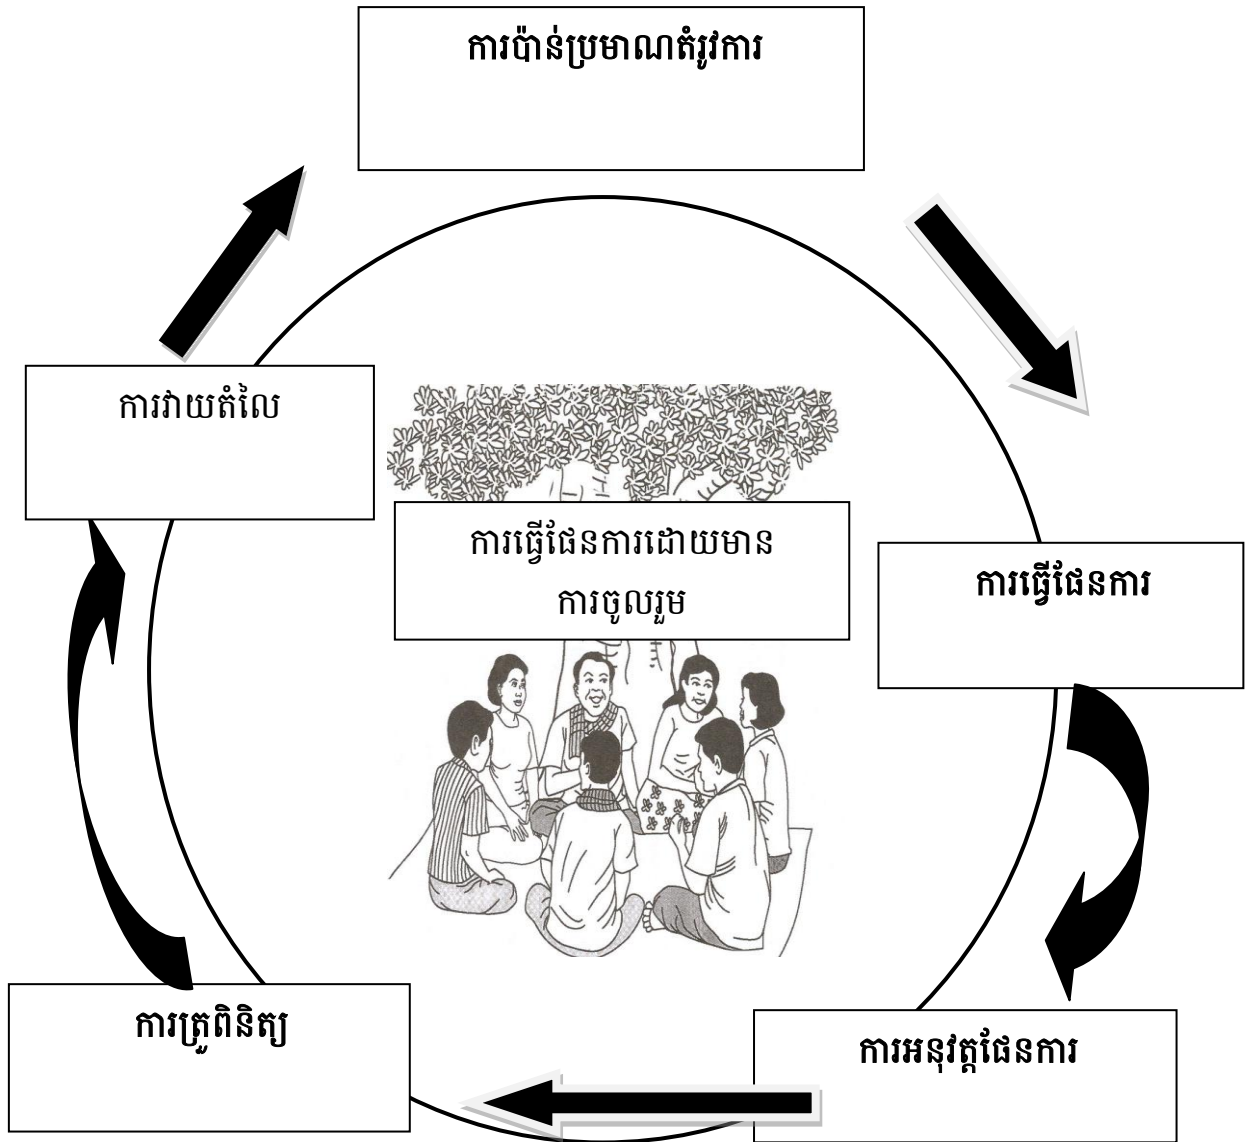 ការប៉ាន់ប្រមាណតំរូវការ
ការវាយតំលៃ
ការធ្វើផែនការដោយមាន
ការចូលរួម
ការធ្វើផែនការ
ការត្រួពិនិត្យ
ការអនុវត្តផែនការ